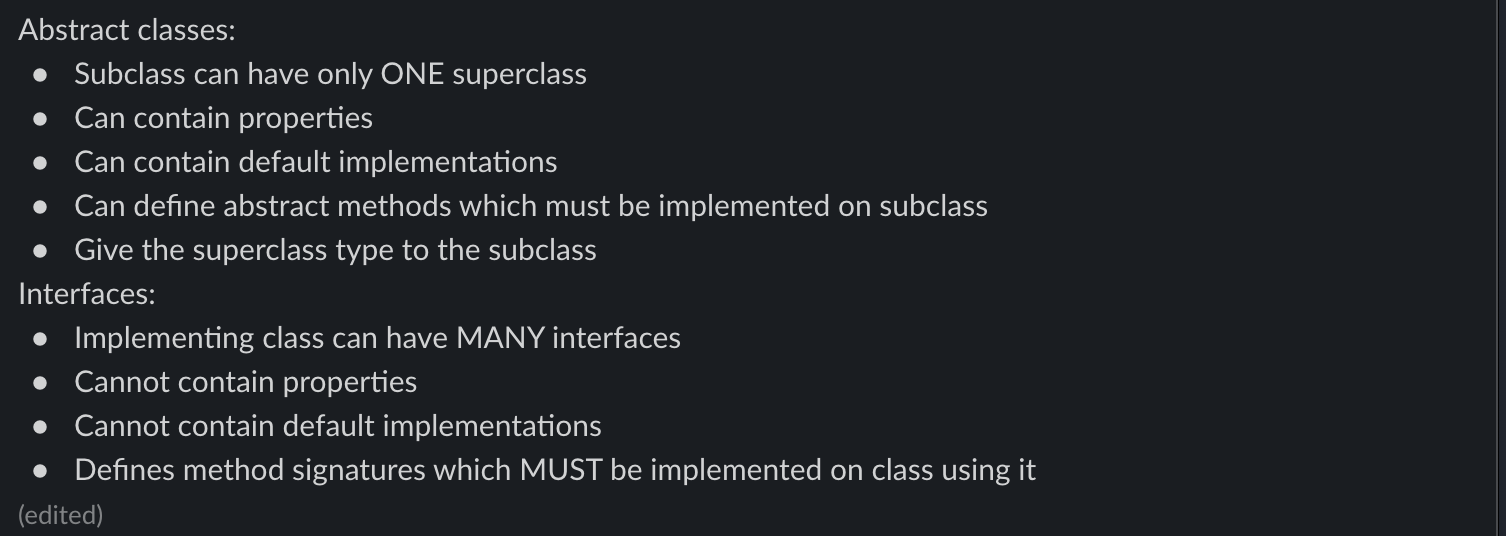 Abstract classes:
● Subclass can have only ONE superclass
● Can contain properties
● Can contain default implementations
● Can define abstract methods which must be implemented on subclass
● Give the superclass type to the subclass
Interfaces:
● Implementing class can have MANY interfaces
● Cannot contain properties
● Cannot contain default implementations
● Defines method signatures which MUST be implemented on class using it
(edited)